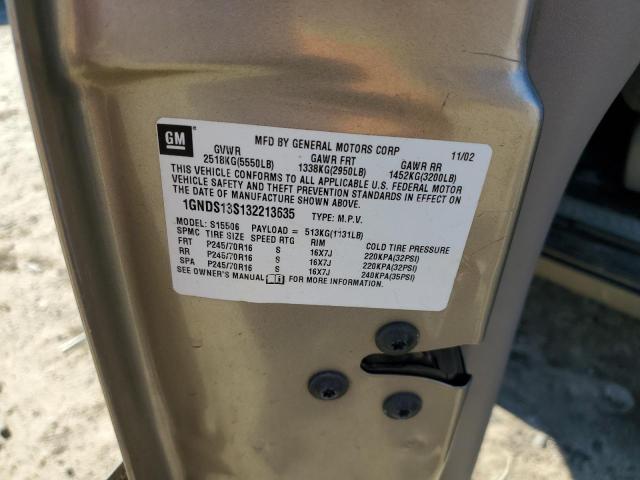 GM MFD BY GENERAL MOTORS CORP 11/02
GVWR GAWR FRT GAWR RR
2518KG(5550LB) 1338KG(2950LB) 1452KG(3200LB)
THIS VEHICLE CONFORMS TO ALL APPLICABLE U.S. FEDERAL MOTOR
VEHICLE SAFETY AND THEFT PREVENTION STANDARDS IN EFFECT ON
THE DATE OF MANUFACTURE SHOWN ABOVE.
1GNDS13S132213635 TYPE: M.P.V.
MODEL: S15506 PAYLOAD = 513KG(1131LB)
SPMC TIRE SIZE SPEED RTG RIM COLD TIRE PRESSURE
FRT P245/70R16 S 16X7J 220KPA(32PSI)
RR P245/70R16 S 16X7J 220KPA(32PSI)
SPA P245/70R16 S 16X7J 240KPA(35PSI)
SEE OWNER'S MANUAL FOR MORE INFORMATION.